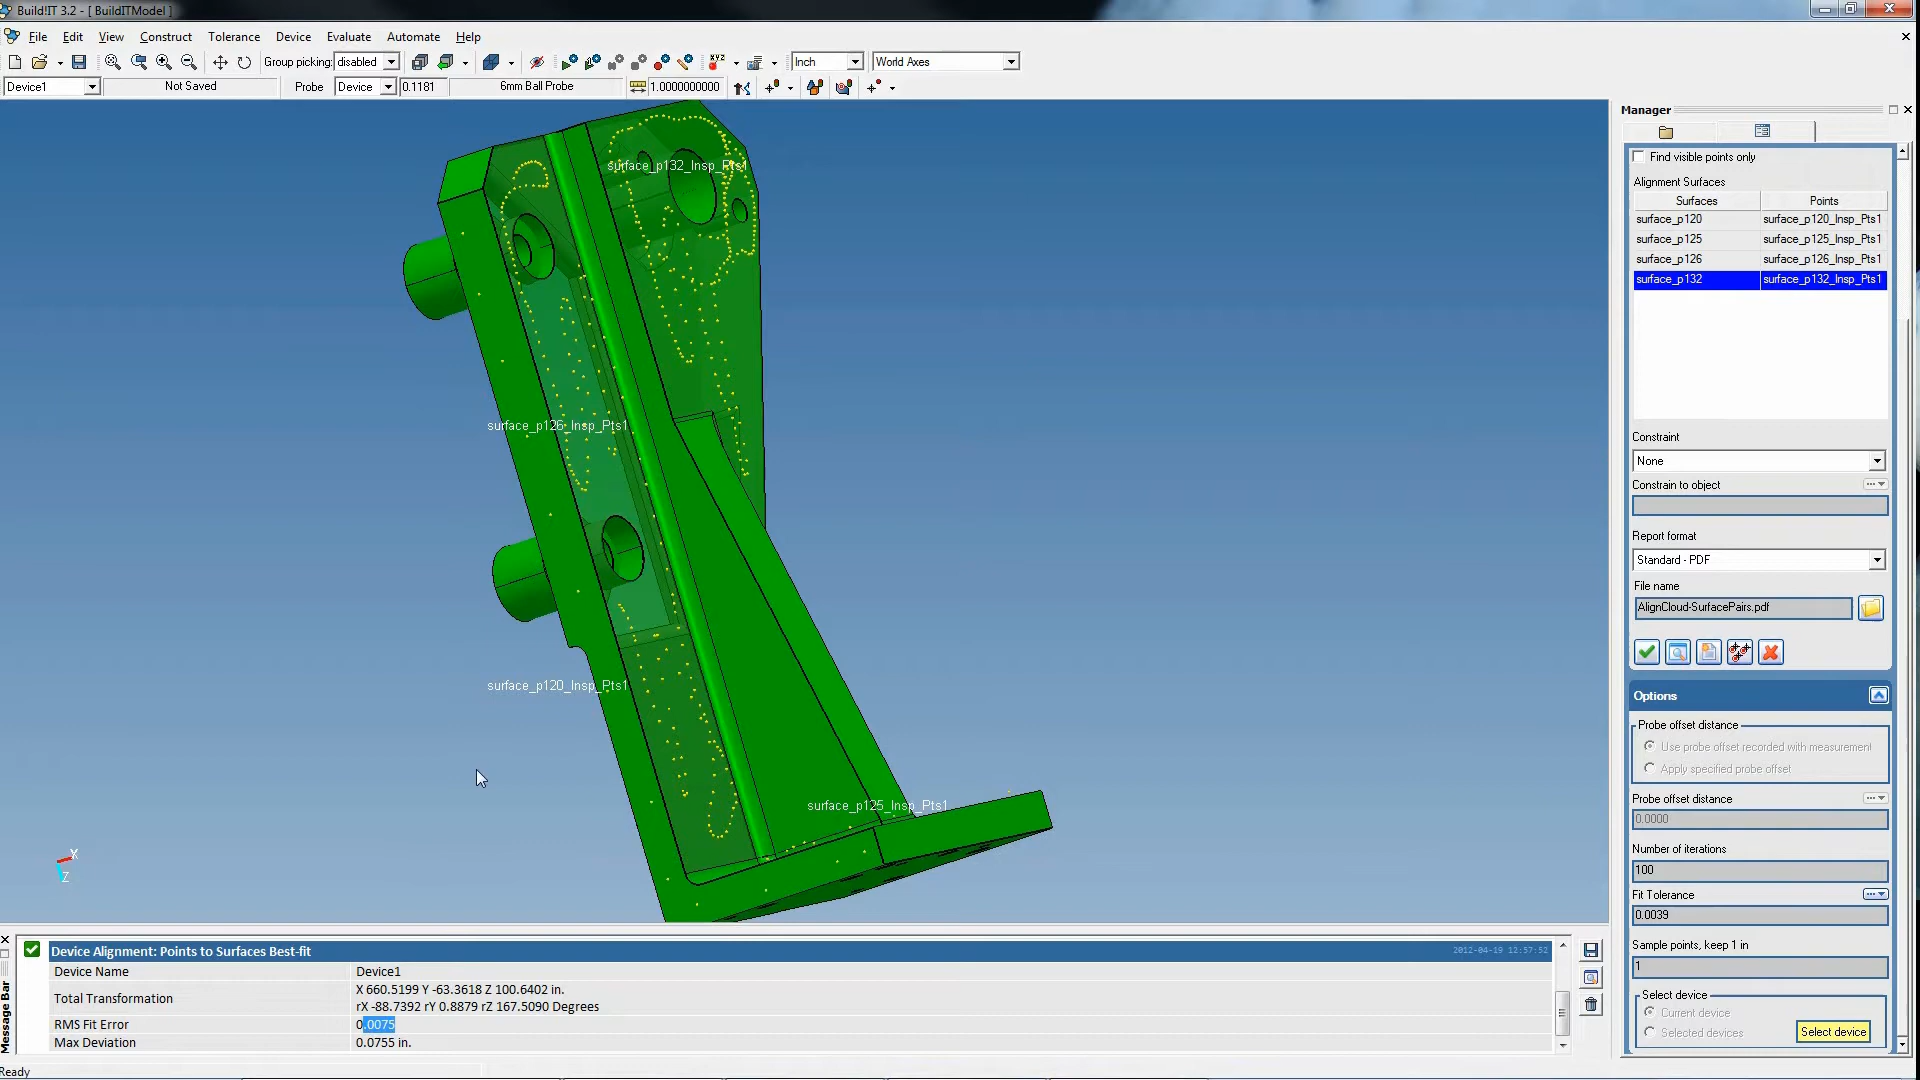 Build!IT 3.2 - [ BuildITModel ]
File Edit View Construct Tolerance Device Evaluate Automate Help
Group picking: disabled Inch World Axes
Device1 Not Saved Probe Device 0.1181 6mm Ball Probe 1.0000000000
Manager
Find visible points only
Alignment Surfaces
Surfaces Points
surface_p120 surface_p120_Insp_Pts1
surface_p125 surface_p125_Insp_Pts1
surface_p126 surface_p126_Insp_Pts1
surface_p132 surface_p132_Insp_Pts1
Constraint
None
Constrain to object
Report format
Standard - PDF
File name
AlignCloud-SurfacePairs.pdf
Options
Probe offset distance
Use probe offset recorded with measurement
Apply specified probe offset
Probe offset distance
0.0000
Number of iterations
100
Fit Tolerance
0.0039
Sample points, keep 1 in
1
Select device
Current device
Selected devices
Select device
surface_p132_Insp_Pts1
surface_p126_Insp_Pts1
surface_p120_Insp_Pts1
surface_p125_Insp_Pts1
X
Z
Message Bar
Device Alignment: Points to Surfaces Best-fit 2012-04-19 12:57:52
Device Name Device1
Total Transformation X 660.5199 Y -63.3618 Z 100.6402 in.
rX -88.7392 rY 0.8879 rZ 167.5090 Degrees
RMS Fit Error 0.0075
Max Deviation 0.0755 in.
Ready